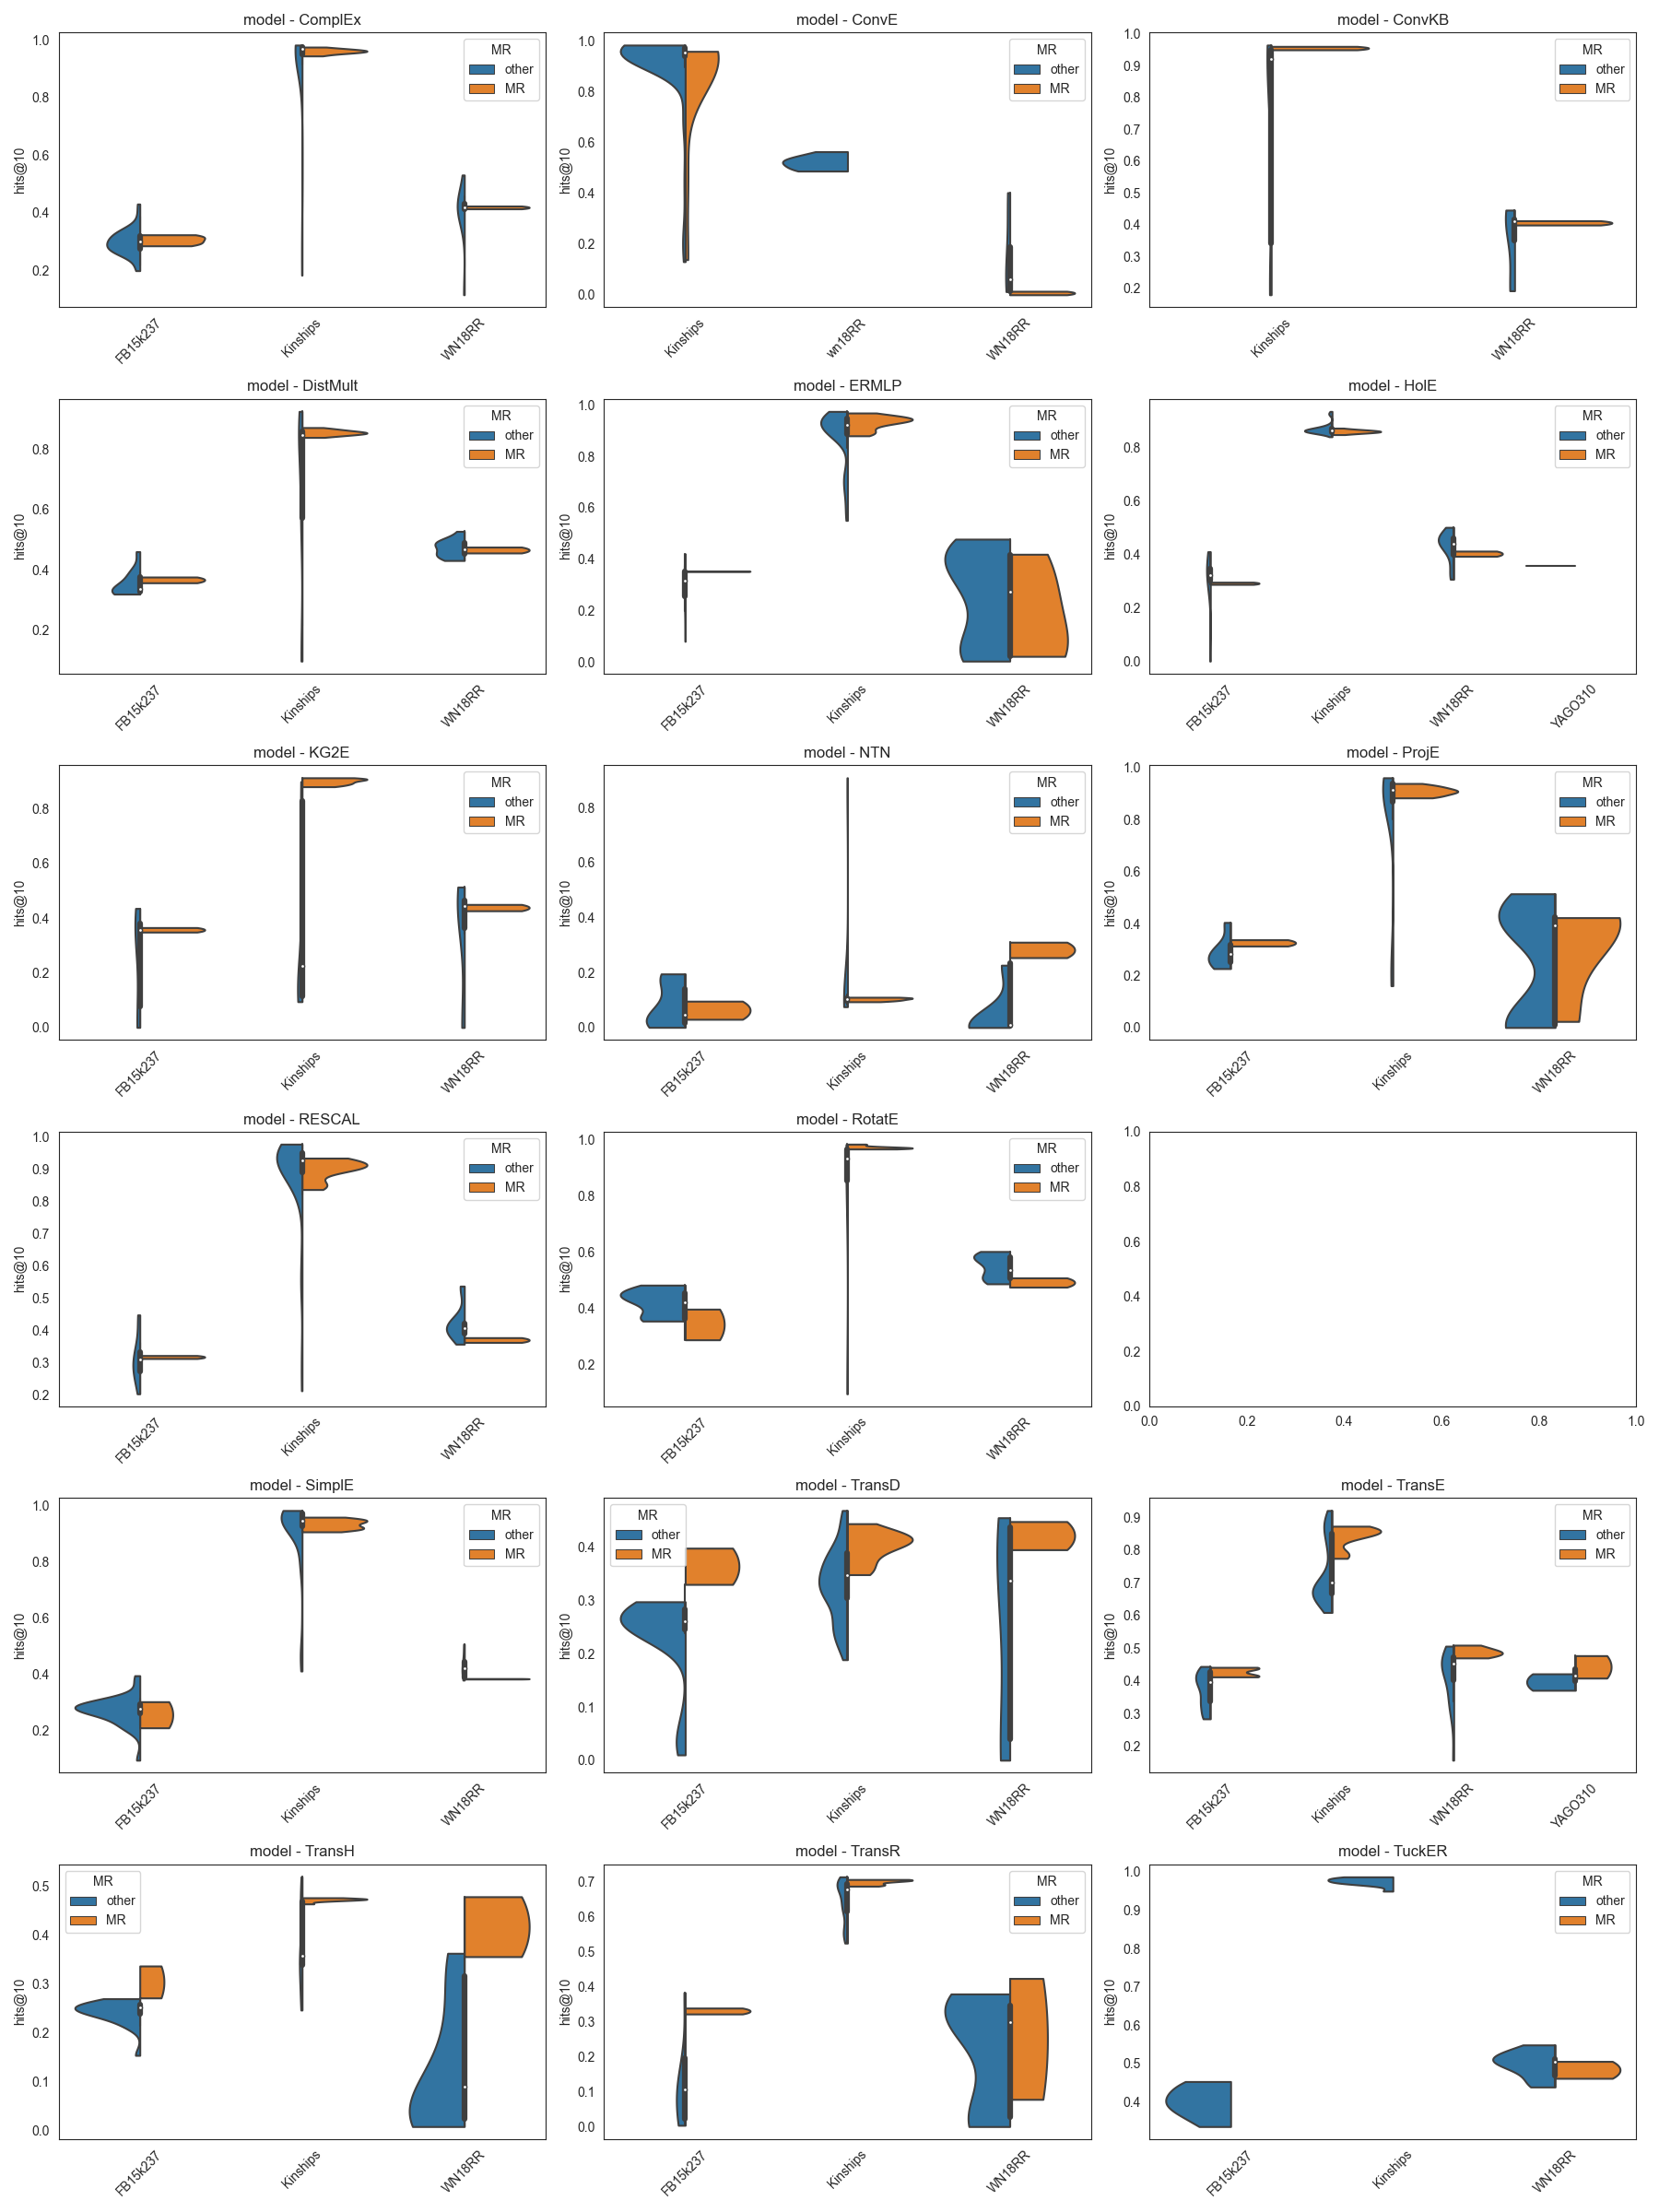 model - ComplEx
hits@10
1.0
0.8
0.6
0.4
0.2
MR
other
MR
FB15k237
Kinships
WN18RR
model - ConvE
hits@10
1.0
0.8
0.6
0.4
0.2
0.0
MR
other
MR
Kinships
wn18RR
WN18RR
model - ConvKB
hits@10
1.0
0.9
0.8
0.7
0.6
0.5
0.4
0.3
0.2
MR
other
MR
Kinships
WN18RR
model - DistMult
hits@10
0.8
0.6
0.4
0.2
MR
other
MR
FB15k237
Kinships
WN18RR
model - ERMLP
hits@10
1.0
0.8
0.6
0.4
0.2
0.0
MR
other
MR
FB15k237
Kinships
WN18RR
model - HolE
hits@10
0.8
0.6
0.4
0.2
0.0
MR
other
MR
FB15k237
Kinships
WN18RR
YAGO310
model - KG2E
hits@10
0.8
0.6
0.4
0.2
0.0
MR
other
MR
FB15k237
Kinships
WN18RR
model - NTN
hits@10
0.8
0.6
0.4
0.2
0.0
MR
other
MR
FB15k237
Kinships
WN18RR
model - ProjE
hits@10
1.0
0.8
0.6
0.4
0.2
0.0
MR
other
MR
FB15k237
Kinships
WN18RR
model - RESCAL
hits@10
1.0
0.9
0.8
0.7
0.6
0.5
0.4
0.3
0.2
MR
other
MR
FB15k237
Kinships
WN18RR
model - RotatE
hits@10
1.0
0.8
0.6
0.4
0.2
MR
other
MR
FB15k237
Kinships
WN18RR
1.0
0.8
0.6
0.4
0.2
0.0
0.0 0.2 0.4 0.6 0.8 1.0
model - SimplE
hits@10
1.0
0.8
0.6
0.4
0.2
MR
other
MR
FB15k237
Kinships
WN18RR
model - TransD
hits@10
0.4
0.3
0.2
0.1
0.0
MR
other
MR
FB15k237
Kinships
WN18RR
model - TransE
hits@10
0.9
0.8
0.7
0.6
0.5
0.4
0.3
0.2
MR
other
MR
FB15k237
Kinships
WN18RR
YAGO310
model - TransH
hits@10
0.5
0.4
0.3
0.2
0.1
0.0
MR
other
MR
FB15k237
Kinships
WN18RR
model - TransR
hits@10
0.7
0.6
0.5
0.4
0.3
0.2
0.1
0.0
MR
other
MR
FB15k237
Kinships
WN18RR
model - TuckER
hits@10
1.0
0.9
0.8
0.7
0.6
0.5
0.4
MR
other
MR
FB15k237
Kinships
WN18RR